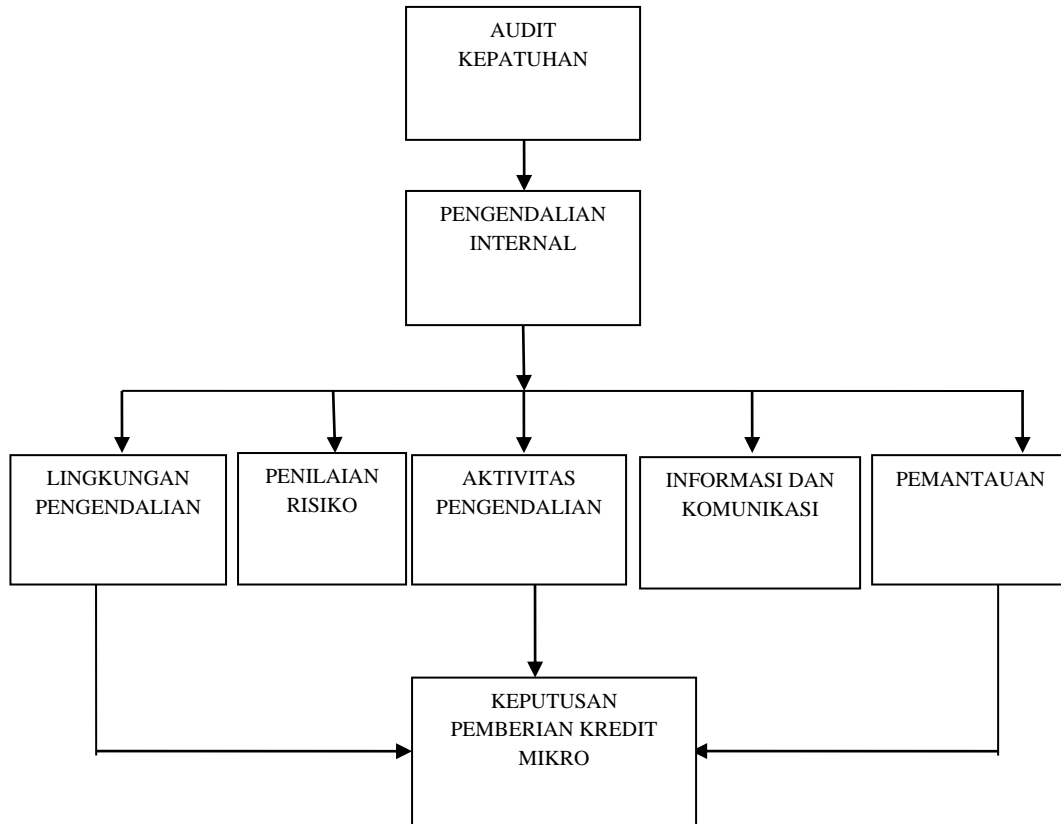 AUDIT
KEPATUHAN
PENGENDALIAN
INTERNAL
LINGKUNGAN
PENGENDALIAN
PENILAIAN
RISIKO
AKTIVITAS
PENGENDALIAN
INFORMASI DAN
KOMUNIKASI
PEMANTAUAN
KEPUTUSAN
PEMBERIAN KREDIT
MIKRO